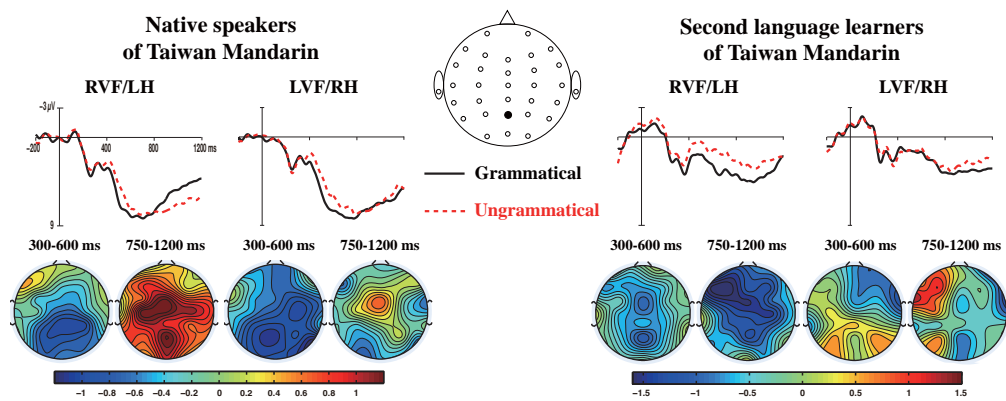 Native speakers
of Taiwan Mandarin
Second language learners
of Taiwan Mandarin
RVF/LH
LVF/RH
RVF/LH
LVF/RH
−3 μV
−200
0
400
800
1200 ms
9
Grammatical
Ungrammatical
300-600 ms
750-1200 ms
300-600 ms
750-1200 ms
300-600 ms
750-1200 ms
300-600 ms
750-1200 ms
−1 −0.8 −0.6 −0.4 −0.2 0 0.2 0.4 0.6 0.8 1
−1.5 −1 −0.5 0 0.5 1 1.5